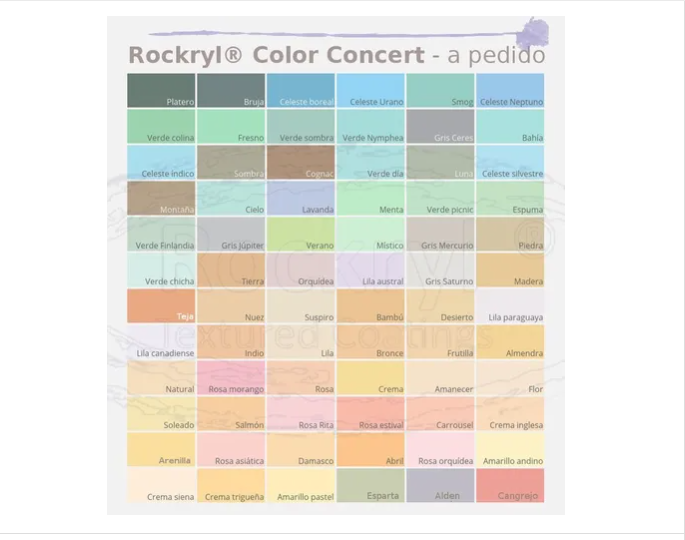 Rockryl® Color Concert - a pedido
Platero Bruja Celeste boreal Celeste Urano Smog Celeste Neptuno
Verde colina Fresno Verde sombra Verde Nymphea Gris Ceres Bahía
Celeste índico Sombra Cognac Verde día Luna Celeste silvestre
Montaña Cielo Lavanda Menta Verde picnic Espuma
Verde Finlandia Gris Júpiter Verano Místico Gris Mercurio Piedra
Verde chicha Tierra Orquídea Lila austral Gris Saturno Madera
Teja Nuez Suspiro Bambú Desierto Lila paraguaya
Lila canadiense Indio Lila Bronce Frutilla Almendra
Natural Rosa morango Rosa Crema Amanecer Flor
Soleado Salmón Rosa Rita Rosa estival Carrousel Crema inglesa
Arenilla Rosa asiática Damasco Abril Rosa orquídea Amarillo andino
Crema siena Crema trigueña Amarillo pastel Esparta Alden Cangrejo
Rockryl®
Textured Coatings